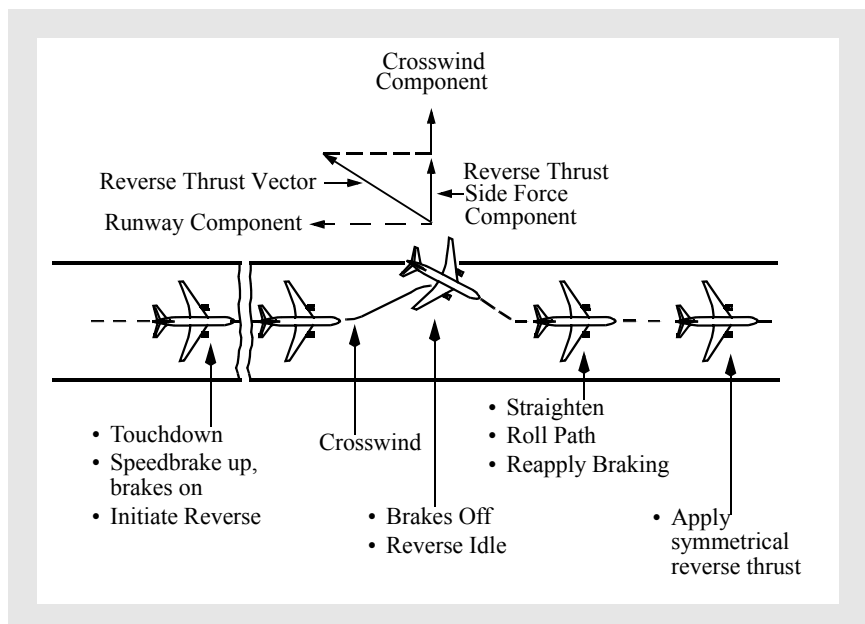 Crosswind
Component
Reverse Thrust Vector
Reverse Thrust
Side Force
Component
Runway Component
• Touchdown
• Speedbrake up,
brakes on
• Initiate Reverse
Crosswind
• Brakes Off
• Reverse Idle
• Straighten
• Roll Path
• Reapply Braking
• Apply
symmetrical
reverse thrust